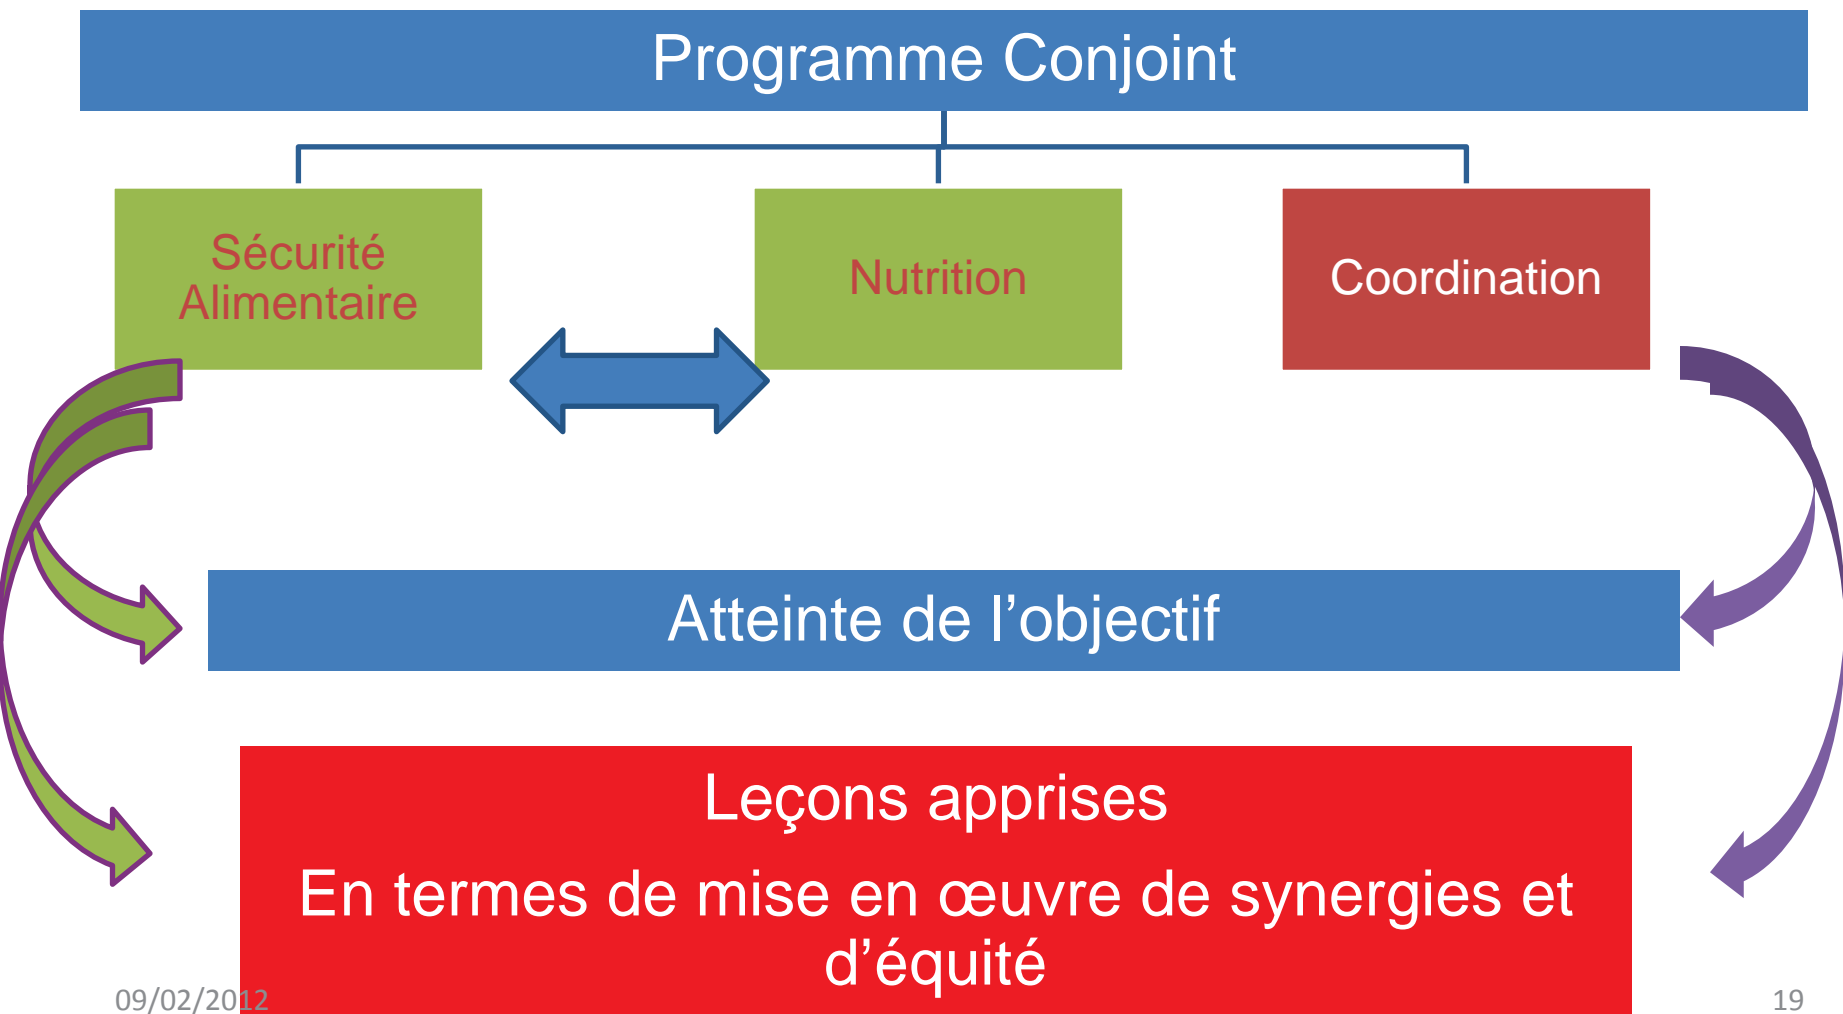 Programme Conjoint
Sécurité
Alimentaire
Nutrition
Coordination
Atteinte de l’objectif
Leçons apprises
En termes de mise en œuvre de synergies et
d’équité
09/02/2012
19